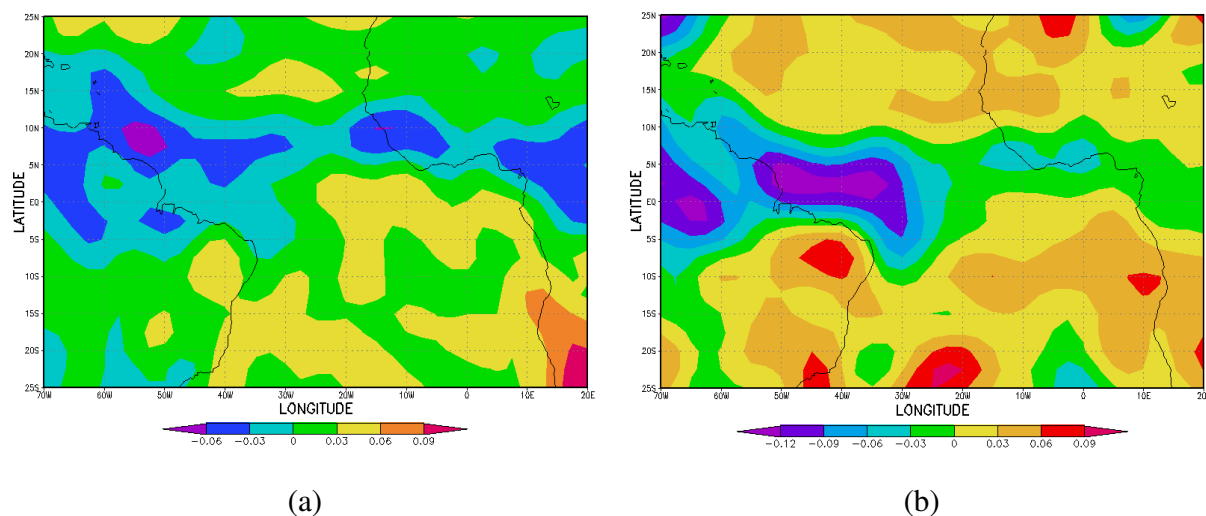 25N
20N
15N
10N
5N
EQ
5S
10S
15S
20S
25S
LATITUDE
70W 60W 50W 40W 30W 20W 10W 0 10E 20E
LONGITUDE
−0.06 −0.03 0 0.03 0.06 0.09
(a)
25N
20N
15N
10N
5N
EQ
5S
10S
15S
20S
25S
LATITUDE
70W 60W 50W 40W 30W 20W 10W 0 10E 20E
LONGITUDE
−0.12 −0.09 −0.06 −0.03 0 0.03 0.06 0.09
(b)